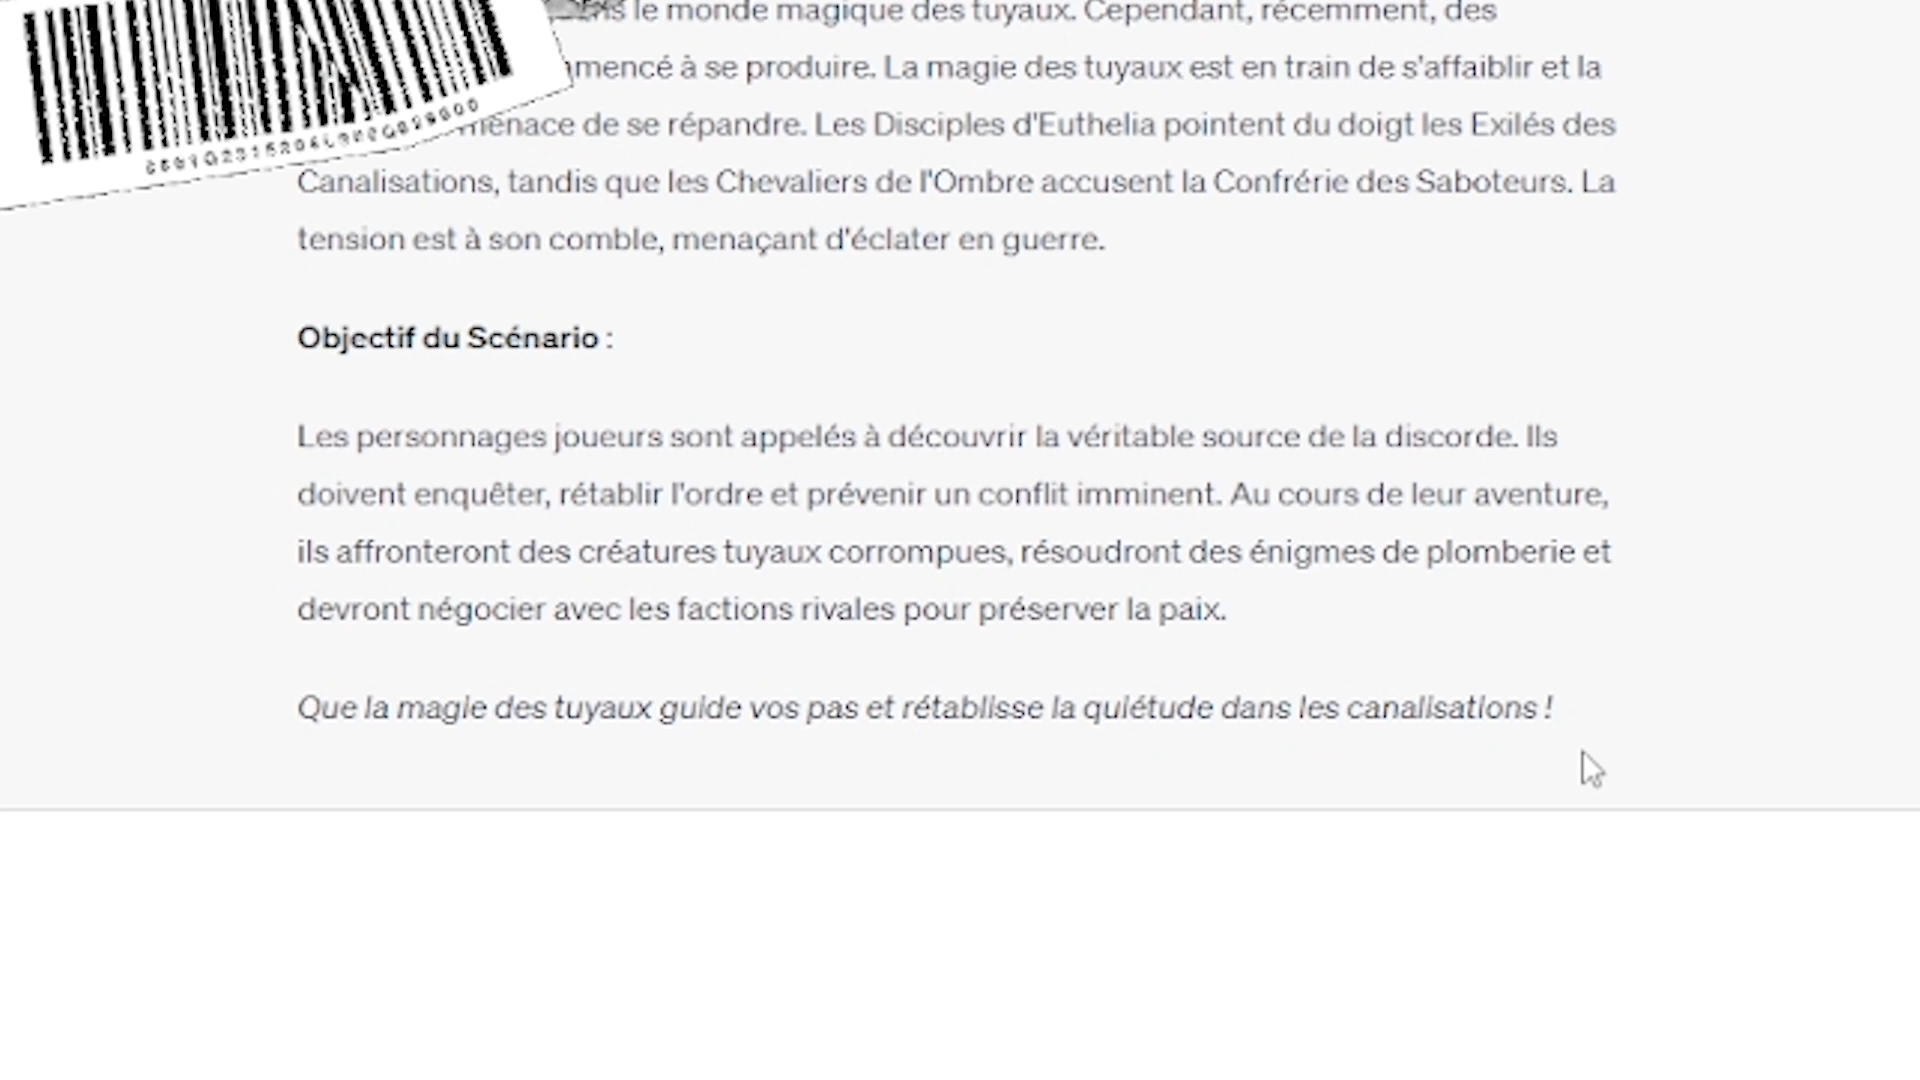 le monde magique des tuyaux. Cependant, récemment, des
mmencé à se produire. La magie des tuyaux est en train de s'affaiblir et la
menace de se répandre. Les Disciples d'Euthelia pointent du doigt les Exilés des
Canalisations, tandis que les Chevaliers de l'Ombre accusent la Confrérie des Saboteurs. La
tension est à son comble, menaçant d'éclater en guerre.
Objectif du Scénario :
Les personnages joueurs sont appelés à découvrir la véritable source de la discorde. Ils
doivent enquêter, rétablir l'ordre et prévenir un conflit imminent. Au cours de leur aventure,
ils affronteront des créatures tuyaux corrompues, résoudront des énigmes de plomberie et
devront négocier avec les factions rivales pour préserver la paix.
Que la magie des tuyaux guide vos pas et rétablisse la quiétude dans les canalisations !